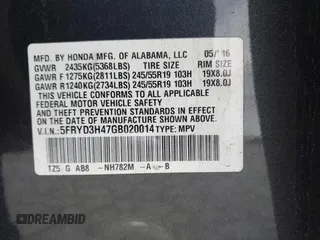 MFD. BY HONDA MFG. OF ALABAMA, LLC 05/16
GVWR 2435KG(5368LBS) TIRE SIZE RIM SIZE
GAWR F 1275KG(2811LBS) 245/55R19 103H 19X8.0J
GAWR R1240KG(2734LBS) 245/55R19 103H 19X8.0J
THIS VEHICLE CONFORMS TO ALL APPLICABLE
FEDERAL MOTOR VEHICLE SAFETY
AND THEFT PREVENTION STANDARDS IN EFFECT
ON THE DATE OF MANUFACTURE SHOWN ABOVE.
V.I.N.:5FRYD3H47GB020014 TYPE: MPV
TZ5 G AB8 -NH782M -A -B
DREAMBID